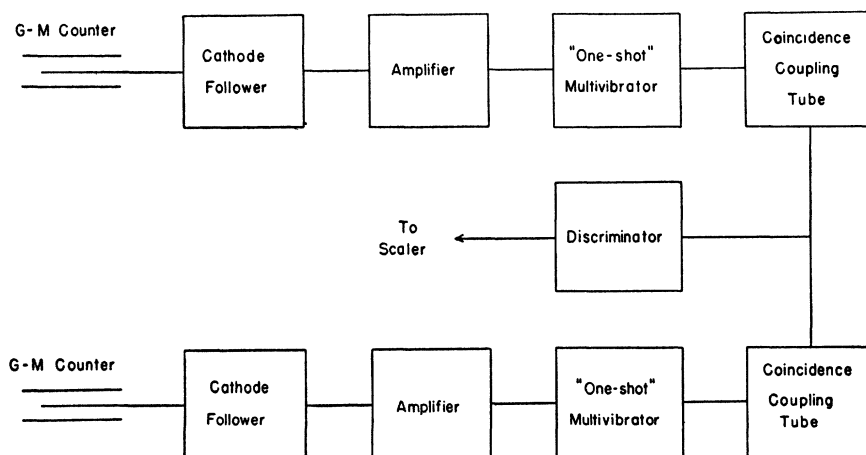 G-M Counter
Cathode
Follower
Amplifier
"One-shot"
Multivibrator
Coincidence
Coupling
Tube
To
Scaler
Discriminator
G-M Counter
Cathode
Follower
Amplifier
"One-shot"
Multivibrator
Coincidence
Coupling
Tube